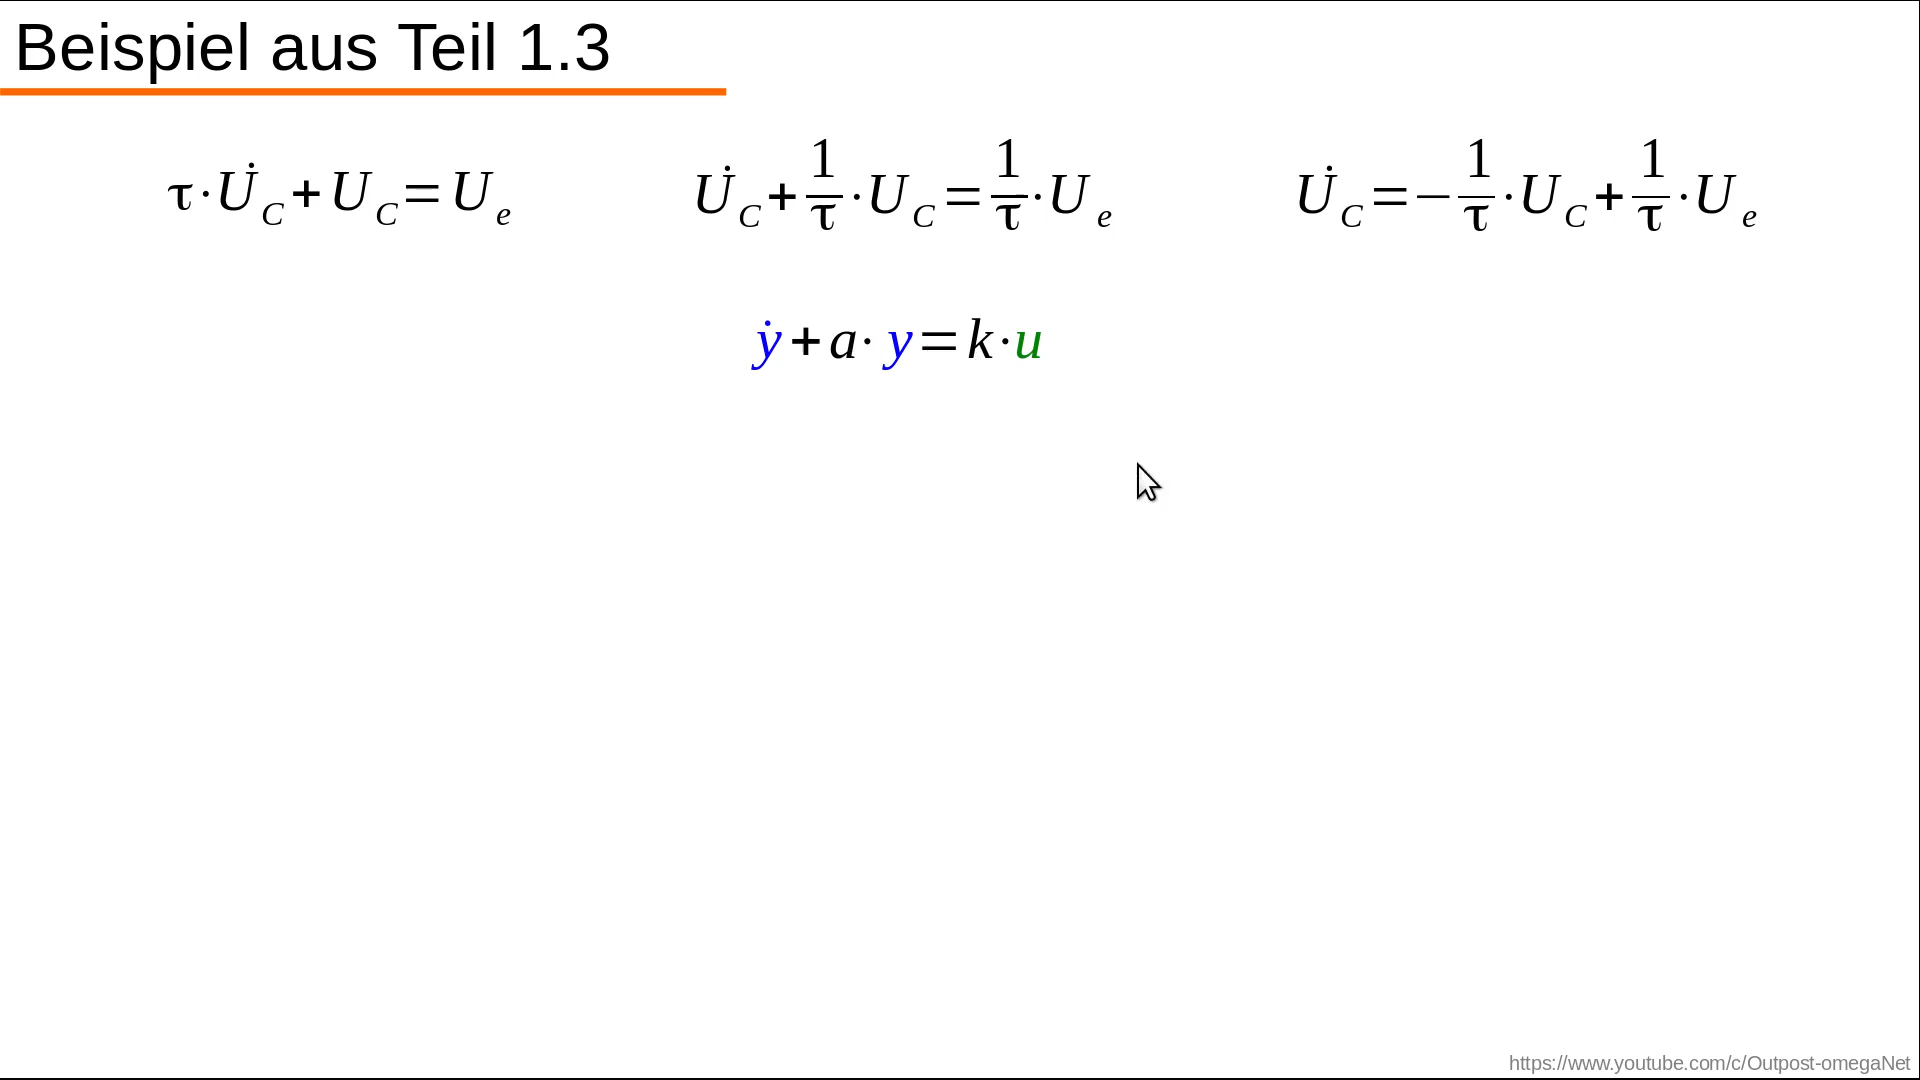 Beispiel aus Teil 1.3
τ·U̇_C+U_C=U_e
U̇_C+1/τ·U_C=1/τ·U_e
U̇_C=−1/τ·U_C+1/τ·U_e
ẏ+a·y=k·u
https://www.youtube.com/c/Outpost-omegaNet